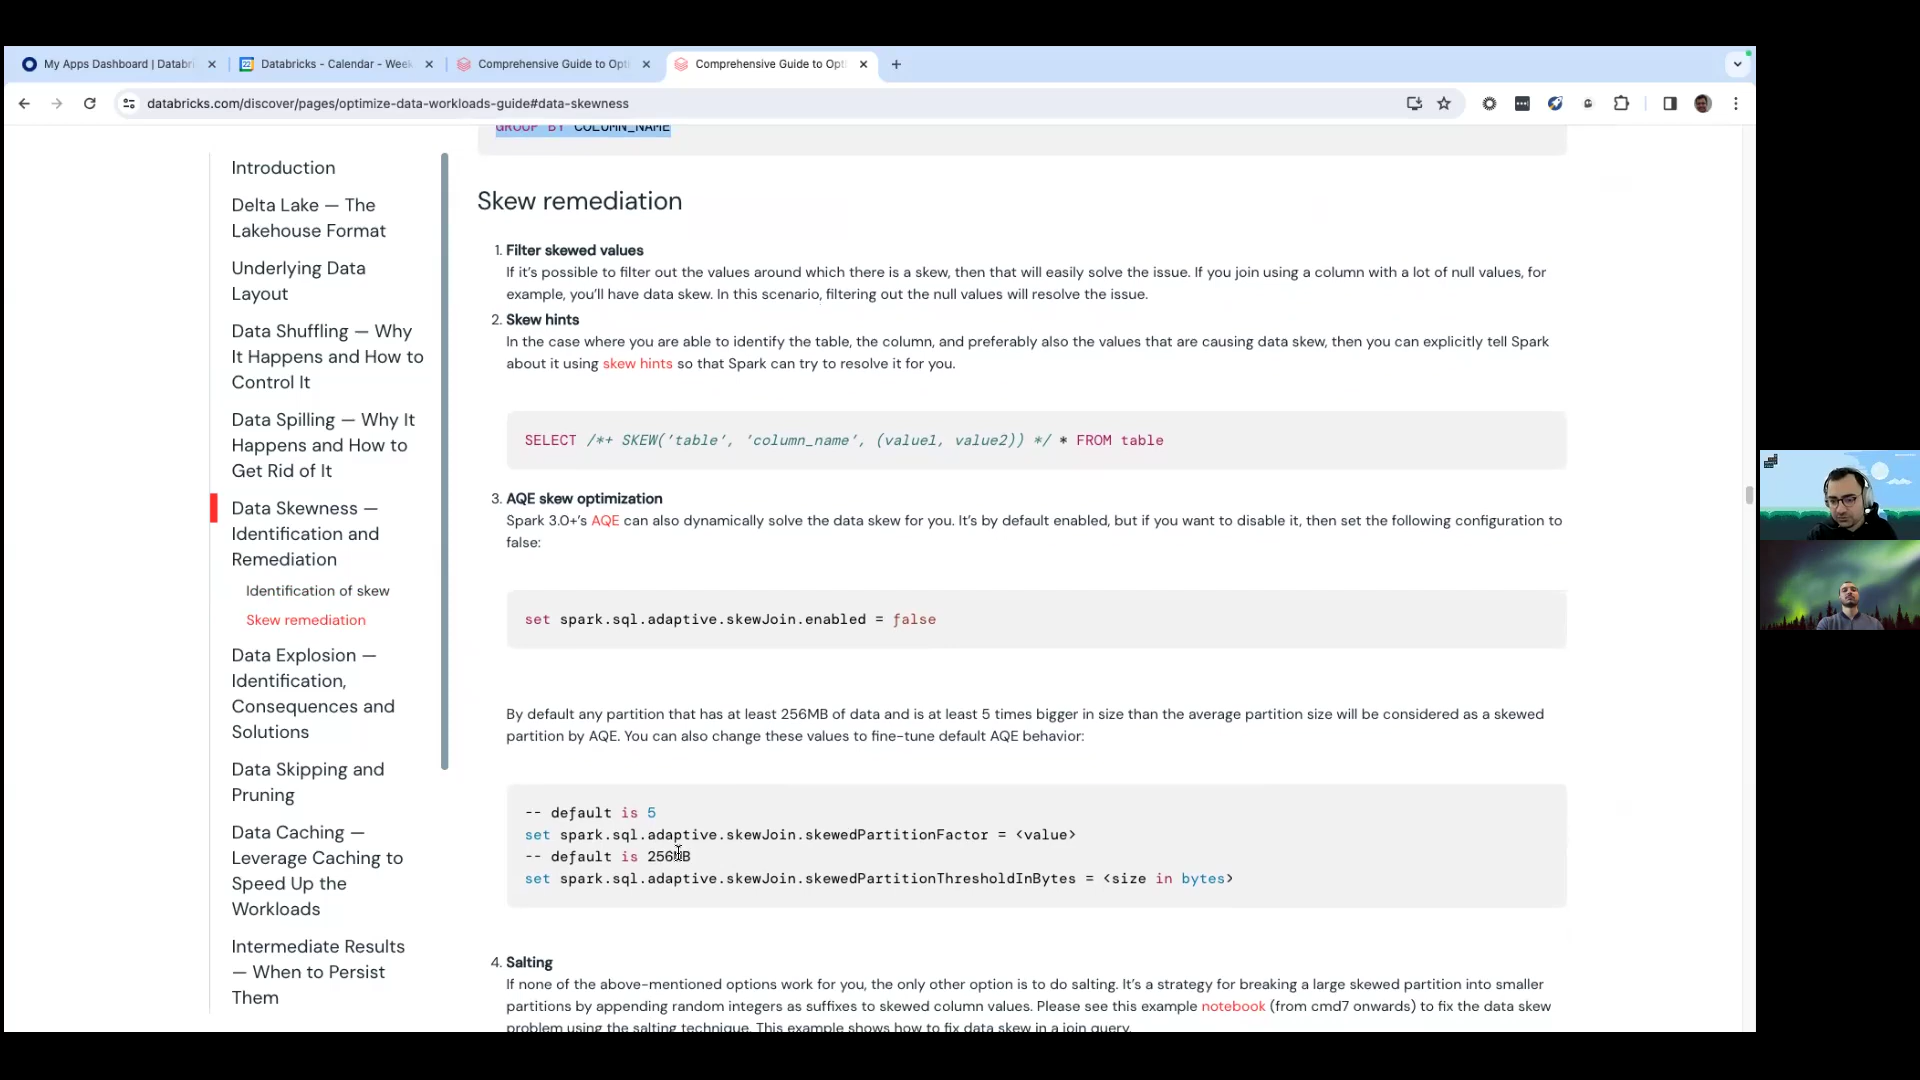 My Apps Dashboard | Databri
Databricks - Calendar - Week
Comprehensive Guide to Opti
Comprehensive Guide to Opti
databricks.com/discover/pages/optimize-data-workloads-guide#data-skewness
Introduction
Delta Lake — The
Lakehouse Format
Underlying Data
Layout
Data Shuffling — Why
It Happens and How to
Control It
Data Spilling — Why It
Happens and How to
Get Rid of It
Data Skewness —
Identification and
Remediation
Identification of skew
Skew remediation
Data Explosion —
Identification,
Consequences and
Solutions
Data Skipping and
Pruning
Data Caching —
Leverage Caching to
Speed Up the
Workloads
Intermediate Results
— When to Persist
Them
GROUP BY COLUMN_NAME
Skew remediation
1. Filter skewed values
If it's possible to filter out the values around which there is a skew, then that will easily solve the issue. If you join using a column with a lot of null values, for
example, you'll have data skew. In this scenario, filtering out the null values will resolve the issue.
2. Skew hints
In the case where you are able to identify the table, the column, and preferably also the values that are causing data skew, then you can explicitly tell Spark
about it using skew hints so that Spark can try to resolve it for you.
SELECT /*+ SKEW('table', 'column_name', (value1, value2)) */ * FROM table
3. AQE skew optimization
Spark 3.0+'s AQE can also dynamically solve the data skew for you. It's by default enabled, but if you want to disable it, then set the following configuration to
false:
set spark.sql.adaptive.skewJoin.enabled = false
By default any partition that has at least 256MB of data and is at least 5 times bigger in size than the average partition size will be considered as a skewed
partition by AQE. You can also change these values to fine-tune default AQE behavior:
-- default is 5
set spark.sql.adaptive.skewJoin.skewedPartitionFactor = <value>
-- default is 256MB
set spark.sql.adaptive.skewJoin.skewedPartitionThresholdInBytes = <size in bytes>
4. Salting
If none of the above-mentioned options work for you, the only other option is to do salting. It's a strategy for breaking a large skewed partition into smaller
partitions by appending random integers as suffixes to skewed column values. Please see this example notebook (from cmd7 onwards) to fix the data skew
problem using the salting technique. This example shows how to fix data skew in a join query.